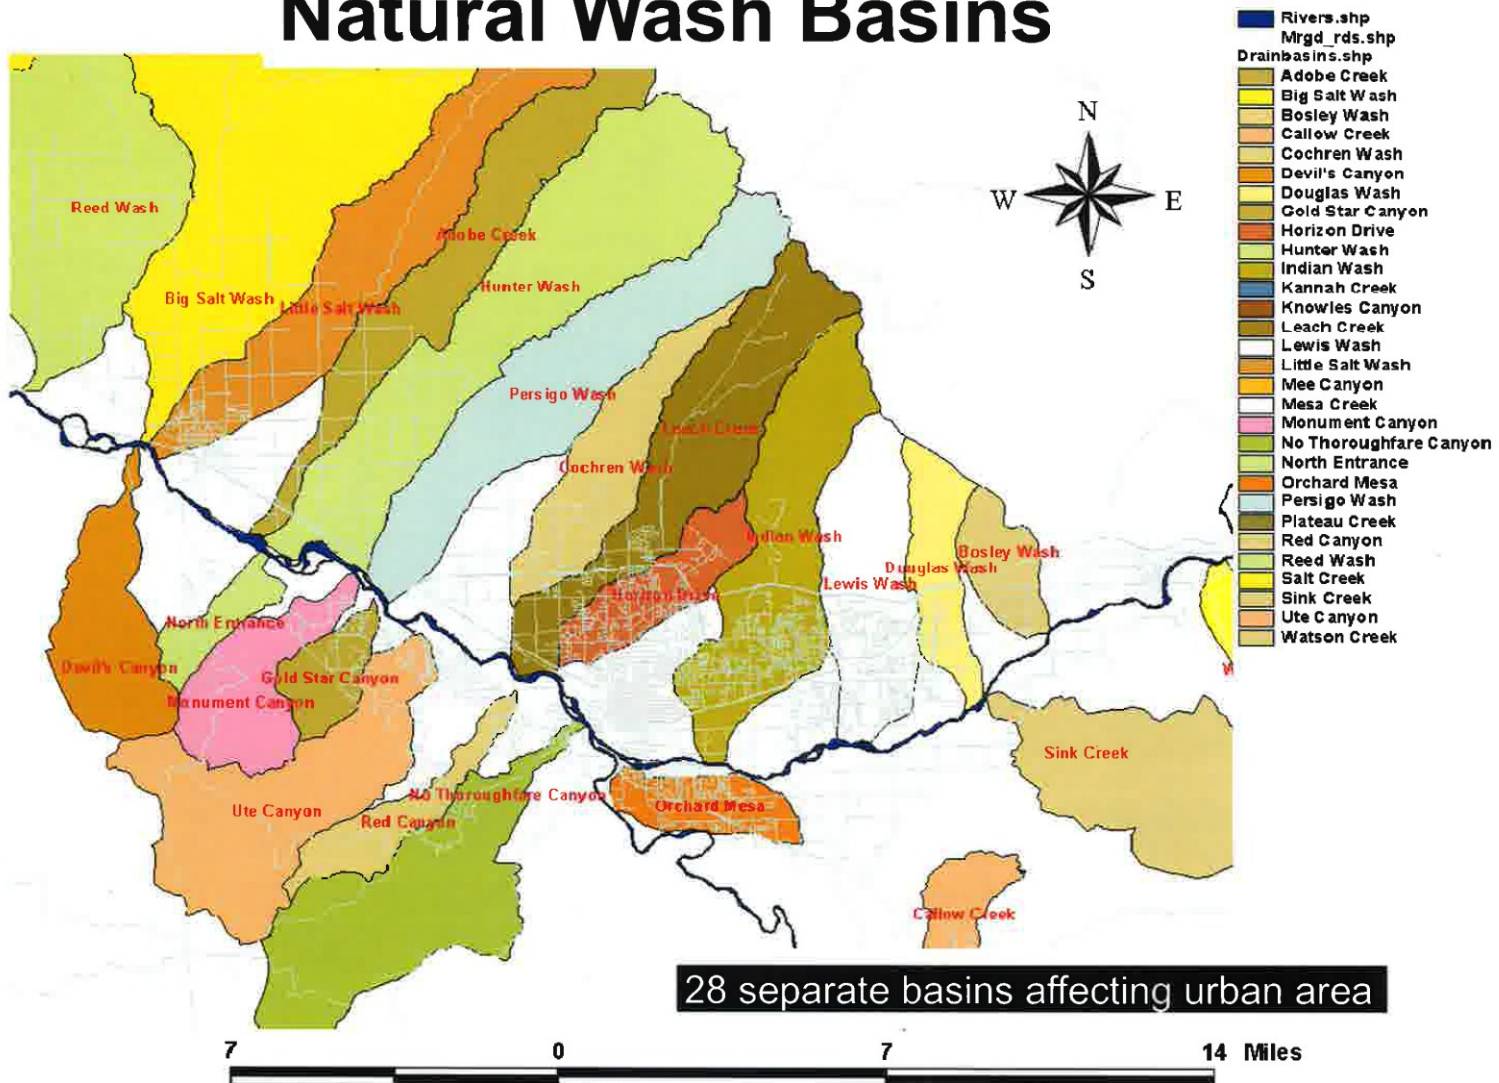 Natural Wash Basins
Rivers.shp
Mrgd_rds.shp
Drainbasins.shp
Adobe Creek
Big Salt Wash
Bosley Wash
Callow Creek
Cochren Wash
Devil's Canyon
Douglas Wash
Gold Star Canyon
Horizon Drive
Hunter Wash
Indian Wash
Kannah Creek
Knowles Canyon
Leach Creek
Lewis Wash
Little Salt Wash
Mee Canyon
Mesa Creek
Monument Canyon
No Thoroughfare Canyon
North Entrance
Orchard Mesa
Persigo Wash
Plateau Creek
Red Canyon
Reed Wash
Salt Creek
Sink Creek
Ute Canyon
Watson Creek
N
W E
S
Reed Wash
Adobe Creek
Hunter Wash
Big Salt Wash
Little Salt Wash
Persigo Wash
Leach Creek
Cochren Wash
Indian Wash
Bosley Wash
Douglas Wash
Lewis Wash
Horizon Drive
North Entrance
Devil's Canyon
Gold Star Canyon
Monument Canyon
W
Sink Creek
No Thoroughfare Canyon
Orchard Mesa
Ute Canyon
Red Canyon
Callow Creek
28 separate basins affecting urban area
7 0 7 14 Miles